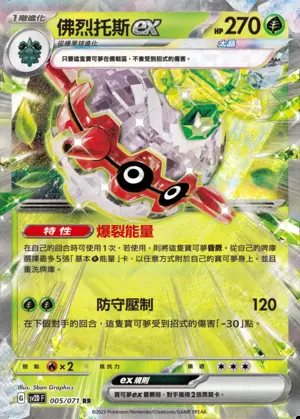 1階進化
佛烈托斯ex
HP 270
從榛果球進化
太晶
只要這隻寶可夢在備戰區,不會受到招式的傷害。
特性 爆裂能量
在自己的回合時可使用1次,若使用,則將這隻寶可夢昏厥。從自己的牌庫
選擇最多5張「基本能量」卡,以任意方式附於自己的寶可夢身上。並且
重洗牌庫。
防守壓制 120
在下個對手的回合,這隻寶可夢受到招式的傷害「-30」點。
弱點 ×2 抵抗力
撤退
Illus. 5ban Graphics
ex規則
寶可夢ex昏厥時,對手獲得2張獎賞卡。
G SV2D F 005/071 RR
©2023 Pokémon/Nintendo/Creatures/GAME FREAK